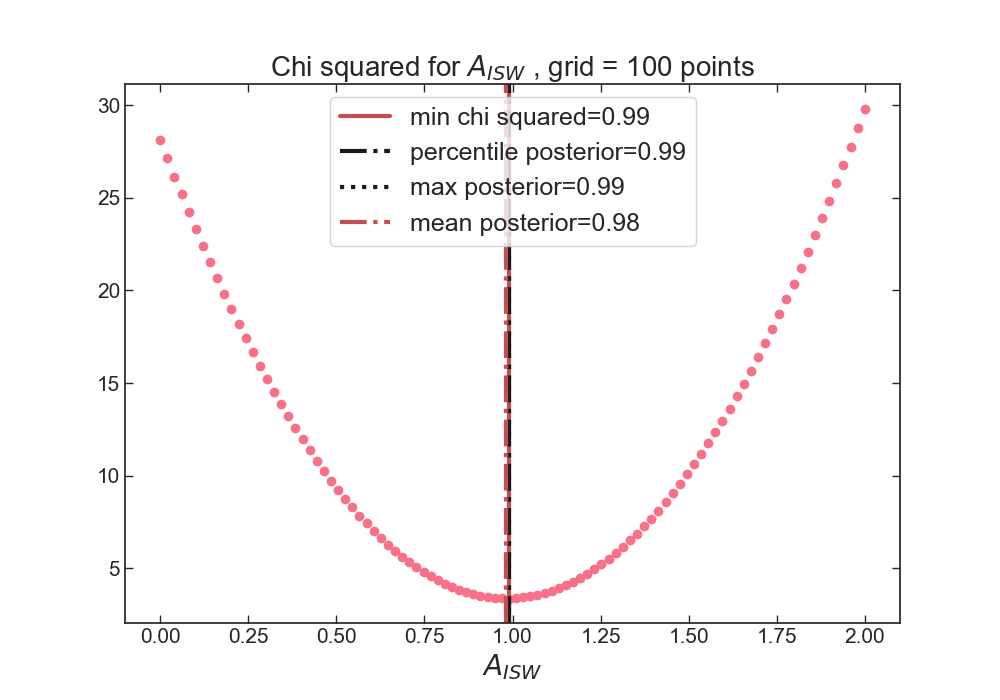 Chi squared for A_{ISW} , grid = 100 points
min chi squared=0.99
percentile posterior=0.99
max posterior=0.99
mean posterior=0.98
30
25
20
15
10
5
0.00 0.25 0.50 0.75 1.00 1.25 1.50 1.75 2.00
A_{ISW}